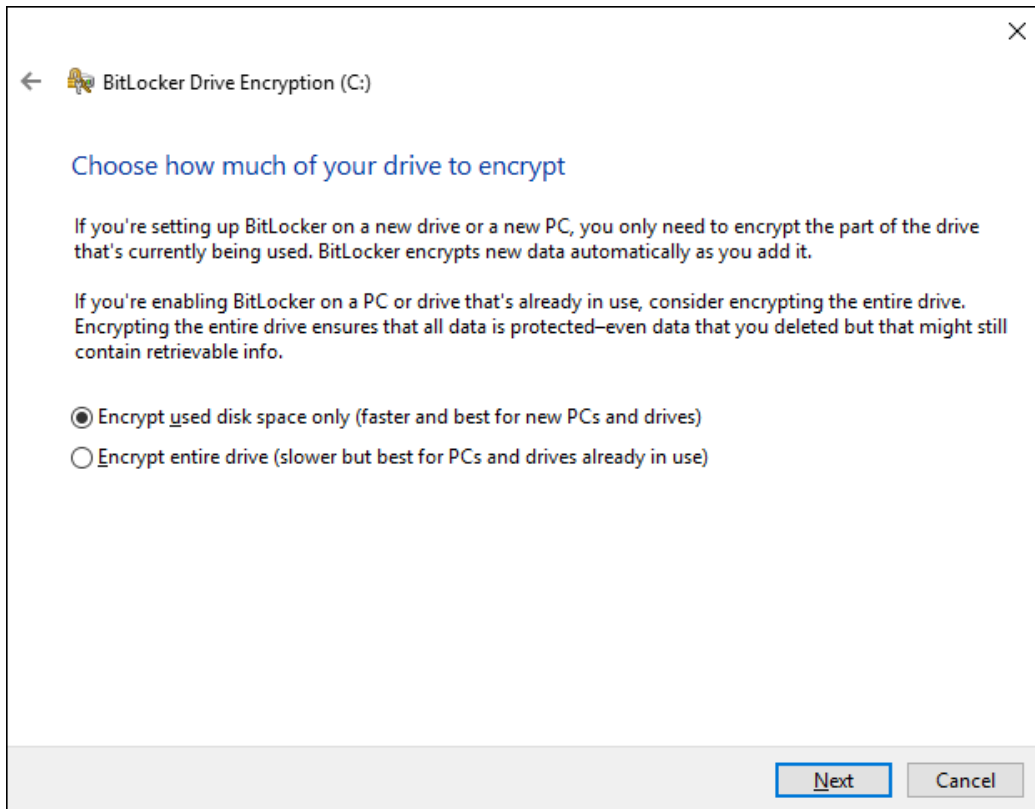 BitLocker Drive Encryption (C:)
Choose how much of your drive to encrypt
If you're setting up BitLocker on a new drive or a new PC, you only need to encrypt the part of the drive
that's currently being used. BitLocker encrypts new data automatically as you add it.
If you're enabling BitLocker on a PC or drive that's already in use, consider encrypting the entire drive.
Encrypting the entire drive ensures that all data is protected–even data that you deleted but that might still
contain retrievable info.
Encrypt used disk space only (faster and best for new PCs and drives)
Encrypt entire drive (slower but best for PCs and drives already in use)
Next Cancel